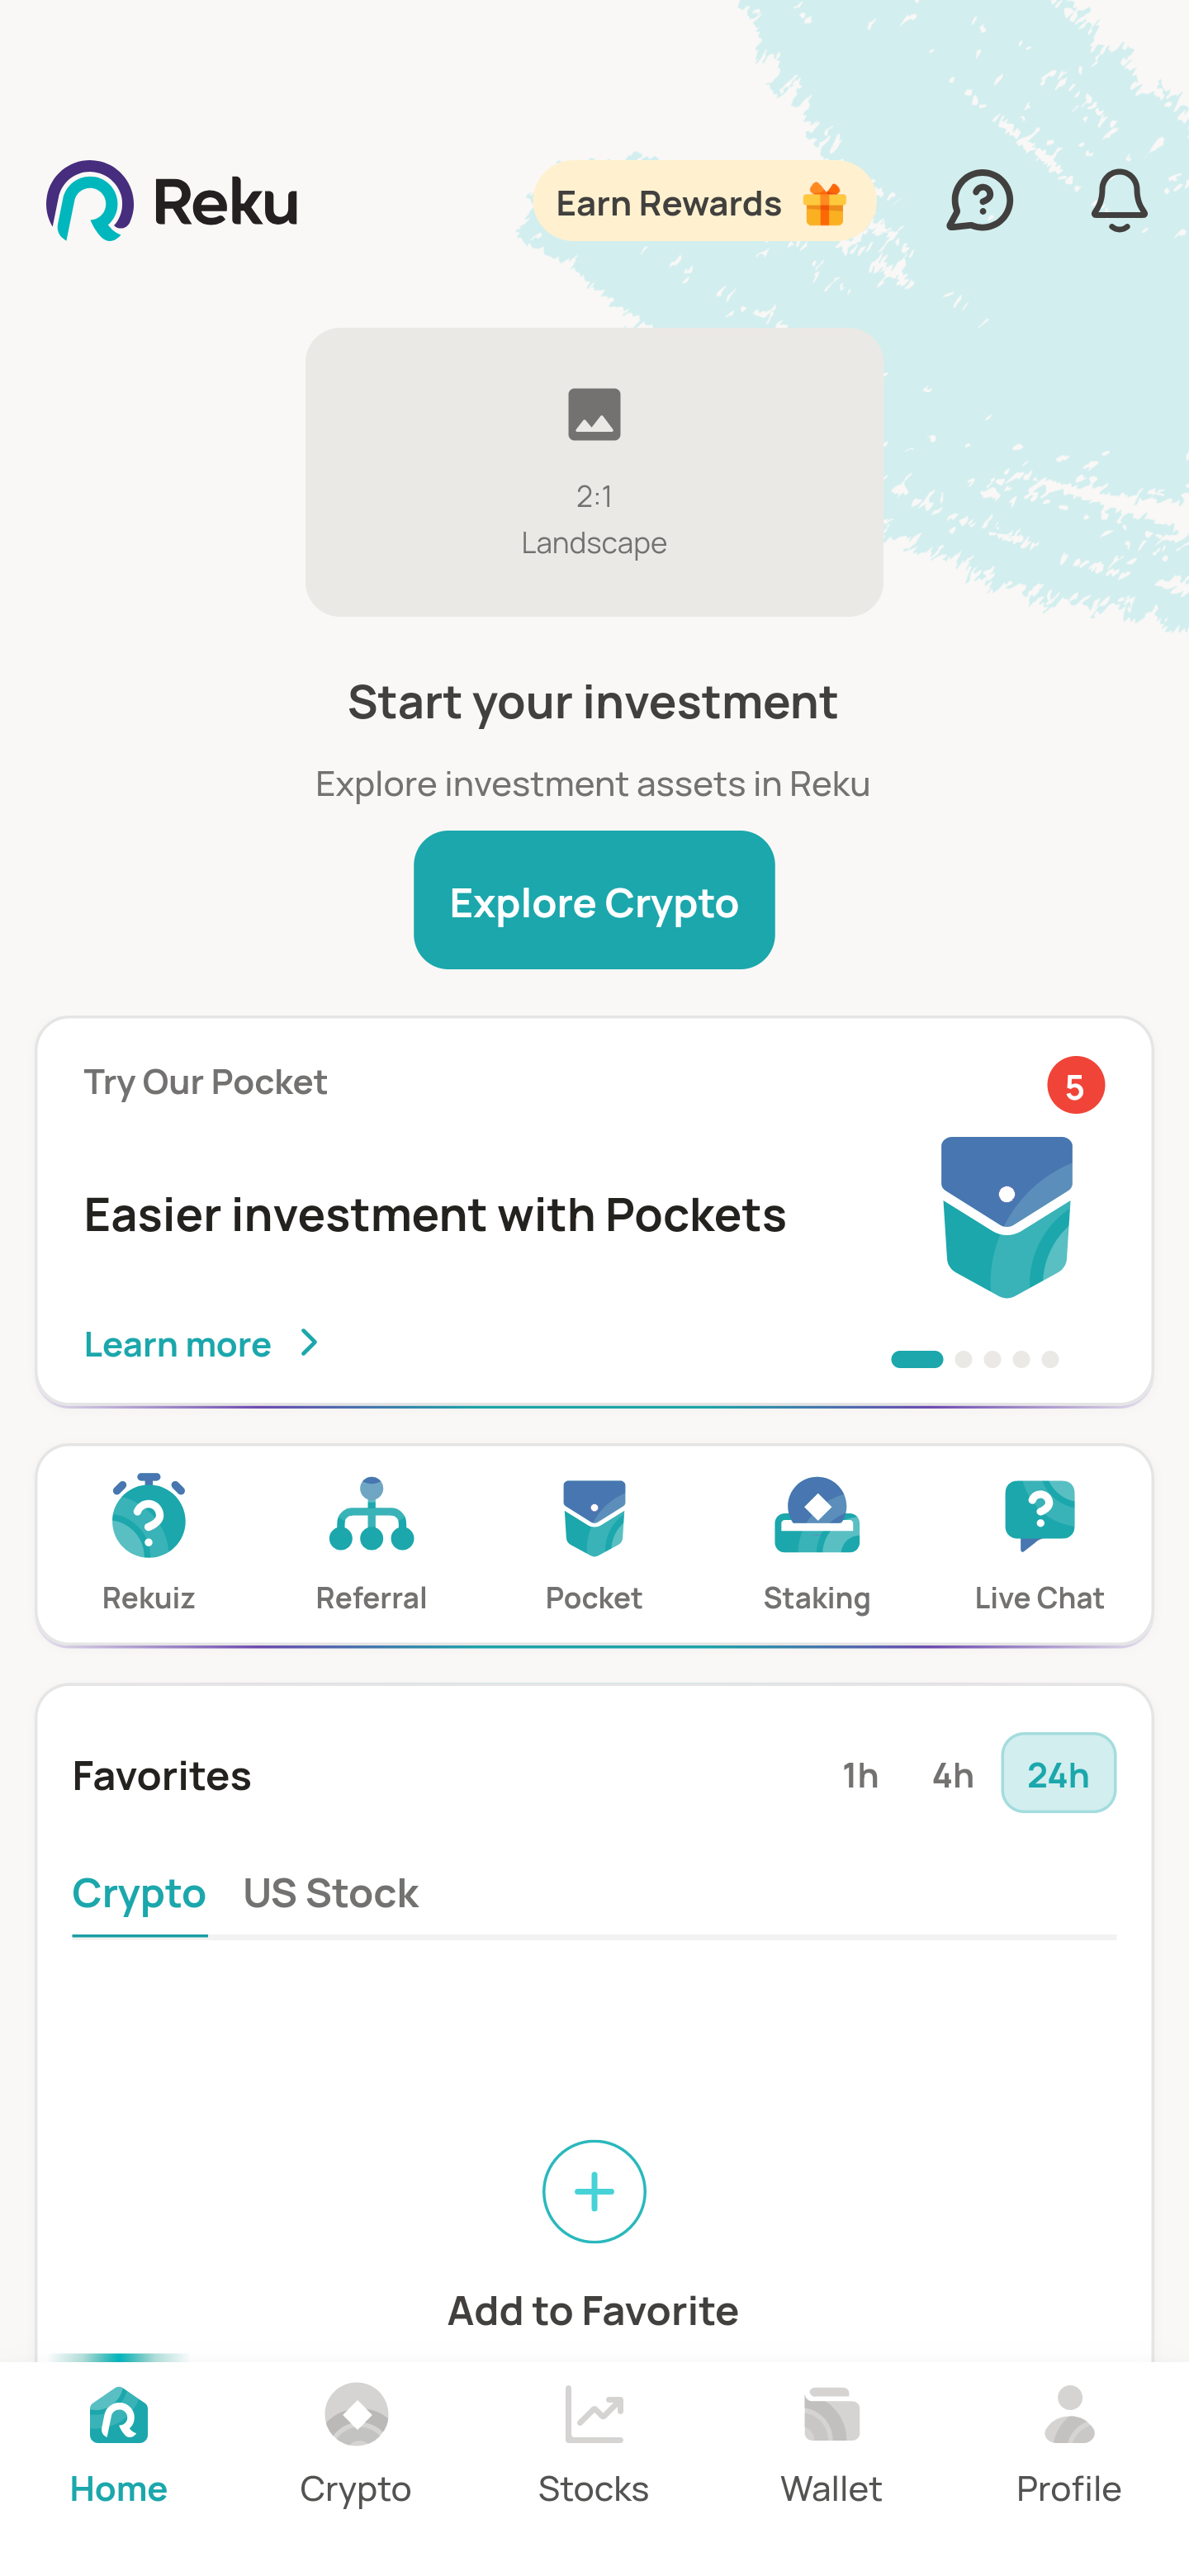 Reku
Earn Rewards
2:1
Landscape
Start your investment
Explore investment assets in Reku
Explore Crypto
Try Our Pocket
5
Easier investment with Pockets
Learn more
Rekuiz
Referral
Pocket
Staking
Live Chat
Favorites
1h
4h
24h
Crypto
US Stock
Add to Favorite
Home
Crypto
Stocks
Wallet
Profile